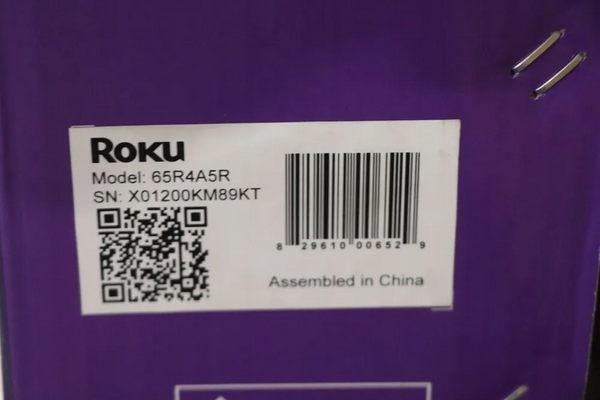 Roku
Model: 65R4A5R
SN: X01200KM89KT
8 29610 00652 9
Assembled in China